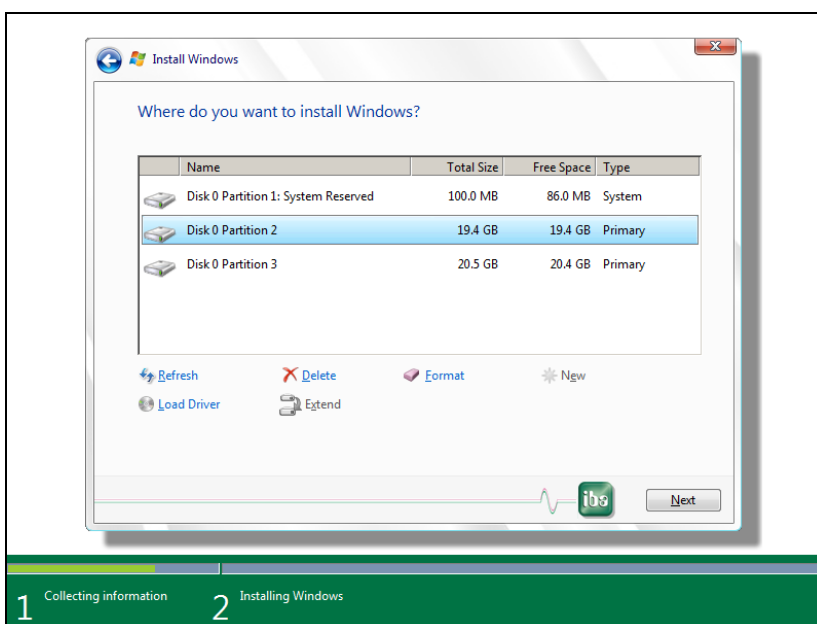 Install Windows
Where do you want to install Windows?
Name Total Size Free Space Type
Disk 0 Partition 1: System Reserved 100.0 MB 86.0 MB System
Disk 0 Partition 2 19.4 GB 19.4 GB Primary
Disk 0 Partition 3 20.5 GB 20.4 GB Primary
Refresh Delete Format New
Load Driver Extend
iba Next
1 Collecting information 2 Installing Windows